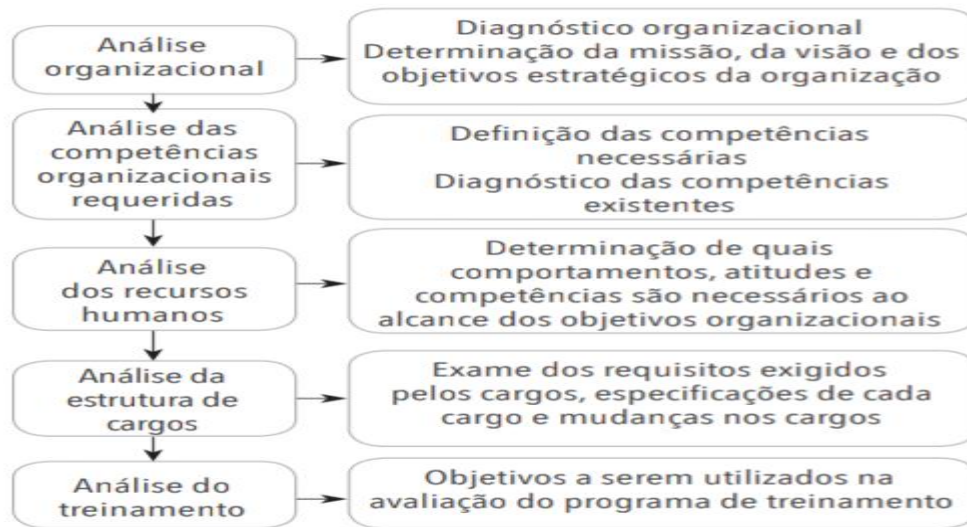 Análise
organizacional
Diagnóstico organizacional
Determinação da missão, da visão e dos
objetivos estratégicos da organização
Análise das
competências
organizacionais
requeridas
Definição das competências
necessárias
Diagnóstico das competências
existentes
Análise
dos recursos
humanos
Determinação de quais
comportamentos, atitudes e
competências são necessários ao
alcance dos objetivos organizacionais
Análise da
estrutura de
cargos
Exame dos requisitos exigidos
pelos cargos, especificações de cada
cargo e mudanças nos cargos
Análise do
treinamento
Objetivos a serem utilizados na
avaliação do programa de treinamento